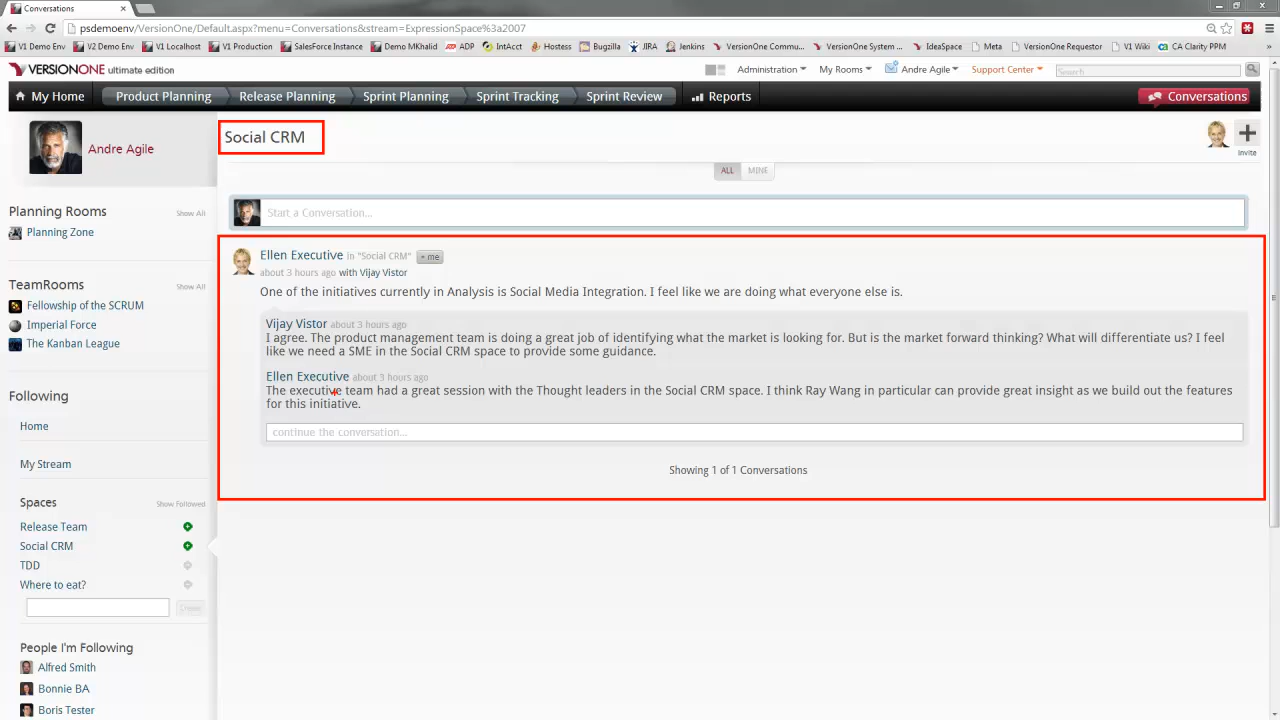 Conversations
psdemoenv/VersionOne/Default.aspx?menu=Conversations&stream=ExpressionSpace%3a2007
V1 Demo Env V2 Demo Env V1 Localhost V1 Production SalesForce Instance Demo MKhalid ADP IntAcct Hostess Bugzilla JIRA Jenkins VersionOne Commu... VersionOne System ... IdeaSpace Meta VersionOne Requestor V1 Wiki CA Clarity PPM »
VERSIONONE ultimate edition
Administration My Rooms Andre Agile Support Center Search
My Home Product Planning Release Planning Sprint Planning Sprint Tracking Sprint Review Reports Conversations
Andre Agile
Social CRM
Invite
ALL MINE
Start a Conversation...
Planning Rooms Show All
Planning Zone
TeamRooms Show All
Fellowship of the SCRUM
Imperial Force
The Kanban League
Following
Home
My Stream
Spaces Show Followed
Release Team
Social CRM
TDD
Where to eat?
Create
People I'm Following
Alfred Smith
Bonnie BA
Boris Tester
Ellen Executive in "Social CRM" + me
about 3 hours ago with Vijay Vistor
One of the initiatives currently in Analysis is Social Media Integration. I feel like we are doing what everyone else is.
Vijay Vistor about 3 hours ago
I agree. The product management team is doing a great job of identifying what the market is looking for. But is the market forward thinking? What will differentiate us? I feel
like we need a SME in the Social CRM space to provide some guidance.
Ellen Executive about 3 hours ago
The executive team had a great session with the Thought leaders in the Social CRM space. I think Ray Wang in particular can provide great insight as we build out the features
for this initiative.
continue the conversation...
Showing 1 of 1 Conversations